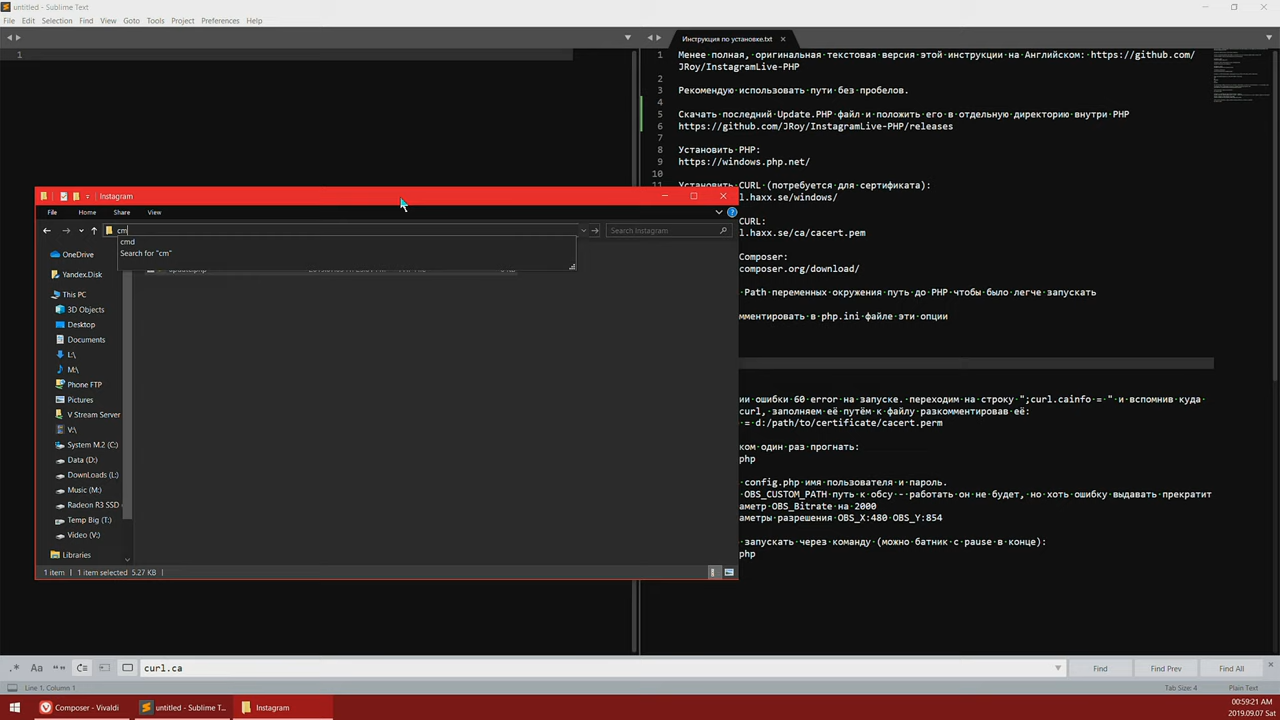 untitled - Sublime Text
File Edit Selection Find View Goto Tools Project Preferences Help
Инструкция по установке.txt
1
1 Менее полная, оригинальная текстовая версия этой инструкции на Английском: https://github.com/
JRoy/InstagramLive-PHP
2
3 Рекомендую использовать пути без пробелов.
4
5 Скачать последний Update.PHP файл и положить его в отдельную директорию внутри PHP
6 https://github.com/JRoy/InstagramLive-PHP/releases
7
8 Установить PHP:
9 https://windows.php.net/
10
11 Установить CURL (потребуется для сертификата):
l.haxx.se/windows/
CURL:
l.haxx.se/ca/cacert.pem
Composer:
composer.org/download/
Path переменных окружения путь до PHP чтобы было легче запускать
мментировать в php.ini файле эти опции
ии ошибки 60 error на запуске. переходим на строку ";curl.cainfo = " и вспомнив куда
curl, заполняем её путём к файлу разкомментировав её:
= d:/path/to/certificate/cacert.perm
ком один раз прогнать:
php
config.php имя пользователя и пароль.
OBS_CUSTOM_PATH путь к обсу - работать он не будет, но хоть ошибку выдавать прекратит
аметр OBS_Bitrate на 2000
аметры разрешения OBS_X:480 OBS_Y:854
запускать через команду (можно батник с pause в конце):
php
Instagram
File Home Share View
cm
Search Instagram
cmd
Search for "cm"
OneDrive
Yandex.Disk
This PC
3D Objects
Desktop
Documents
L:\
M:\
Phone FTP
Pictures
V Stream Server
V:\
System M.2 (C:)
Data (D:)
DownLoads (L:)
Music (M:)
Radeon R3 SSD
Temp Big (T:)
Video (V:)
Libraries
1 item 1 item selected 5.27 KB
curl.ca
Find Find Prev Find All
Line 1, Column 1
Tab Size: 4 Plain Text
Composer - Vivaldi
untitled - Sublime T...
Instagram
00:59:21 AM
2019.09.07 Sat